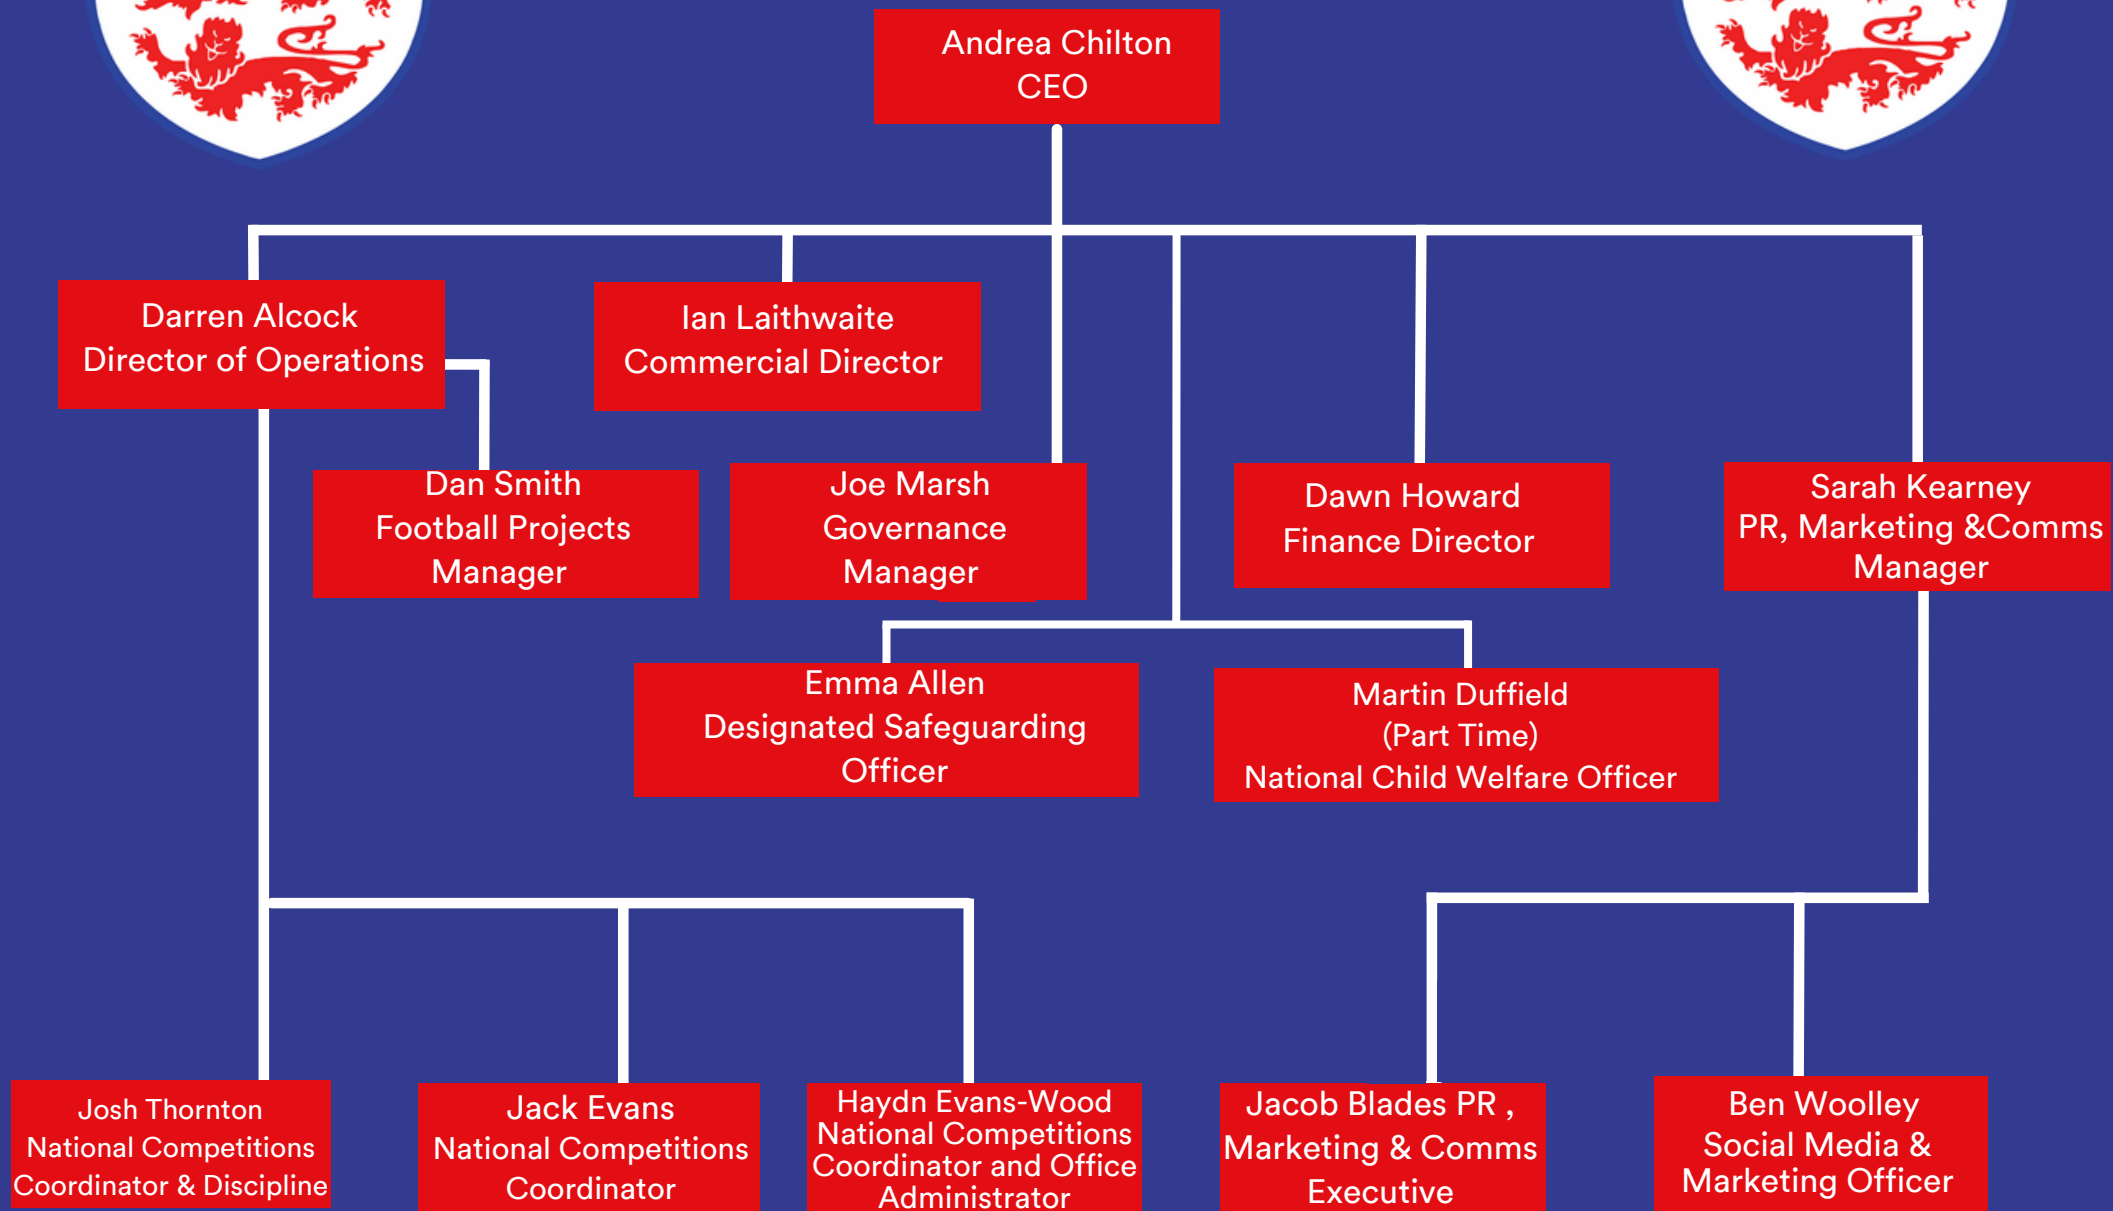 Andrea Chilton
CEO
Darren Alcock
Director of Operations
Ian Laithwaite
Commercial Director
Dan Smith
Football Projects
Manager
Joe Marsh
Governance
Manager
Dawn Howard
Finance Director
Sarah Kearney
PR, Marketing &Comms
Manager
Emma Allen
Designated Safeguarding
Officer
Martin Duffield
(Part Time)
National Child Welfare Officer
Josh Thornton
National Competitions
Coordinator & Discipline
Jack Evans
National Competitions
Coordinator
Haydn Evans-Wood
National Competitions
Coordinator and Office
Administrator
Jacob Blades PR ,
Marketing & Comms
Executive
Ben Woolley
Social Media &
Marketing Officer